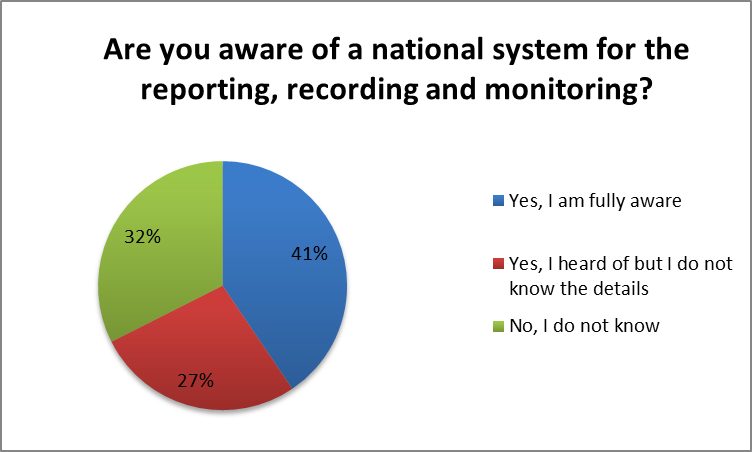 Are you aware of a national system for the
reporting, recording and monitoring?
41%
27%
32%
Yes, I am fully aware
Yes, I heard of but I do not
know the details
No, I do not know